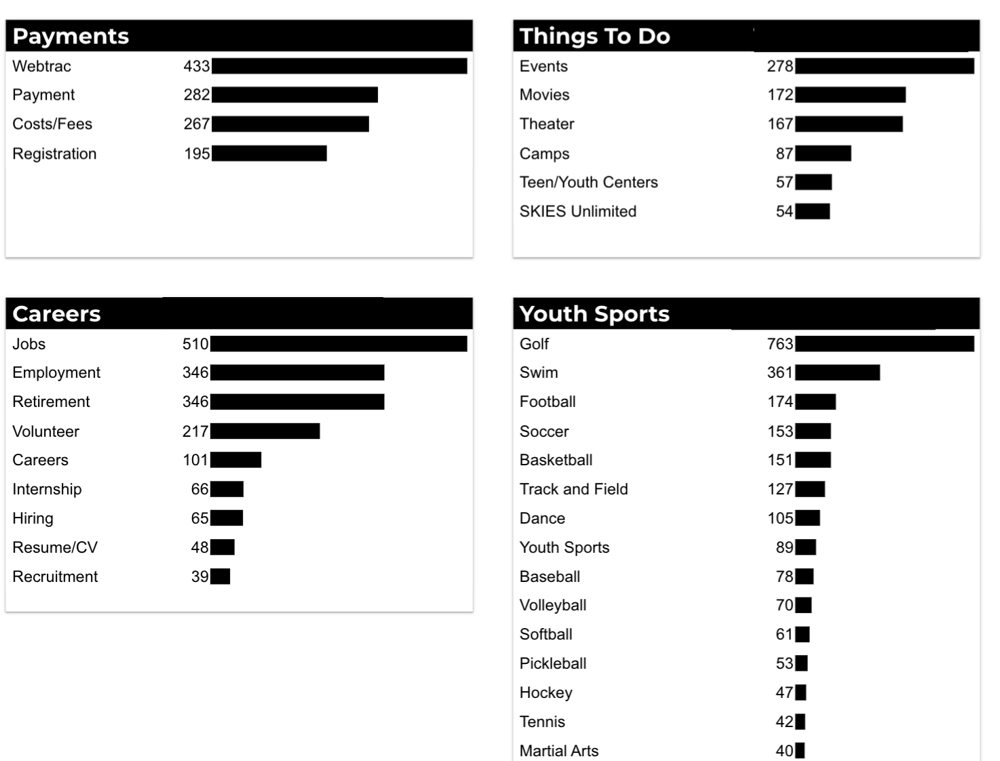 Payments
Webtrac 433
Payment 282
Costs/Fees 267
Registration 195
Things To Do
Events 278
Movies 172
Theater 167
Camps 87
Teen/Youth Centers 57
SKIES Unlimited 54
Careers
Jobs 510
Employment 346
Retirement 346
Volunteer 217
Careers 101
Internship 66
Hiring 65
Resume/CV 48
Recruitment 39
Youth Sports
Golf 763
Swim 361
Football 174
Soccer 153
Basketball 151
Track and Field 127
Dance 105
Youth Sports 89
Baseball 78
Volleyball 70
Softball 61
Pickleball 53
Hockey 47
Tennis 42
Martial Arts 40